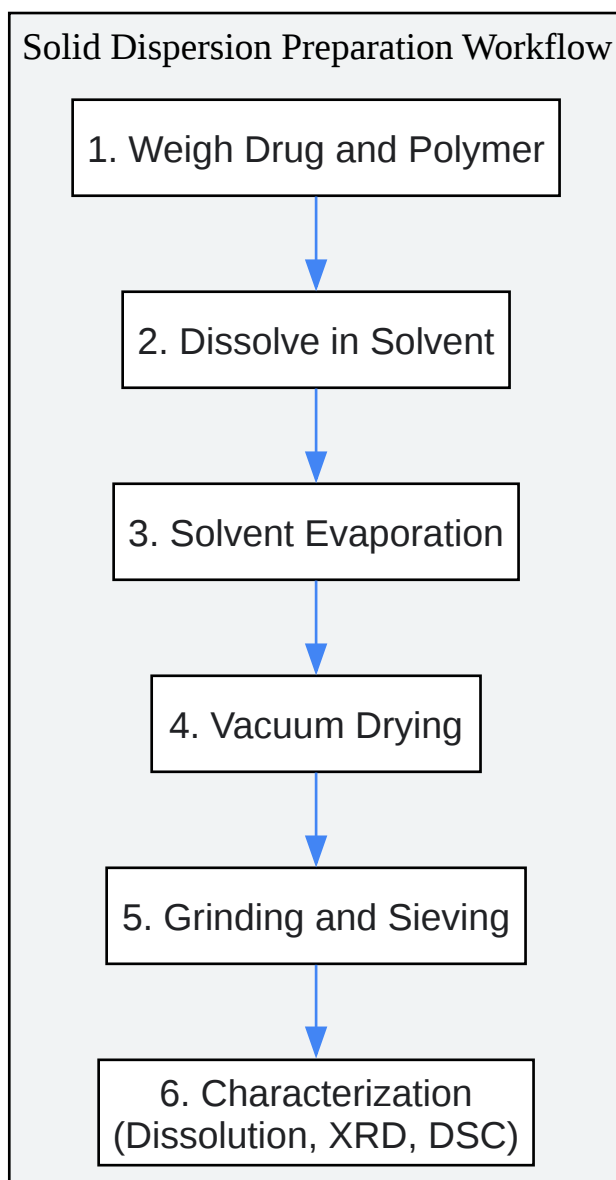 Solid Dispersion Preparation Workflow
1. Weigh Drug and Polymer
2. Dissolve in Solvent
3. Solvent Evaporation
4. Vacuum Drying
5. Grinding and Sieving
6. Characterization
(Dissolution, XRD, DSC)